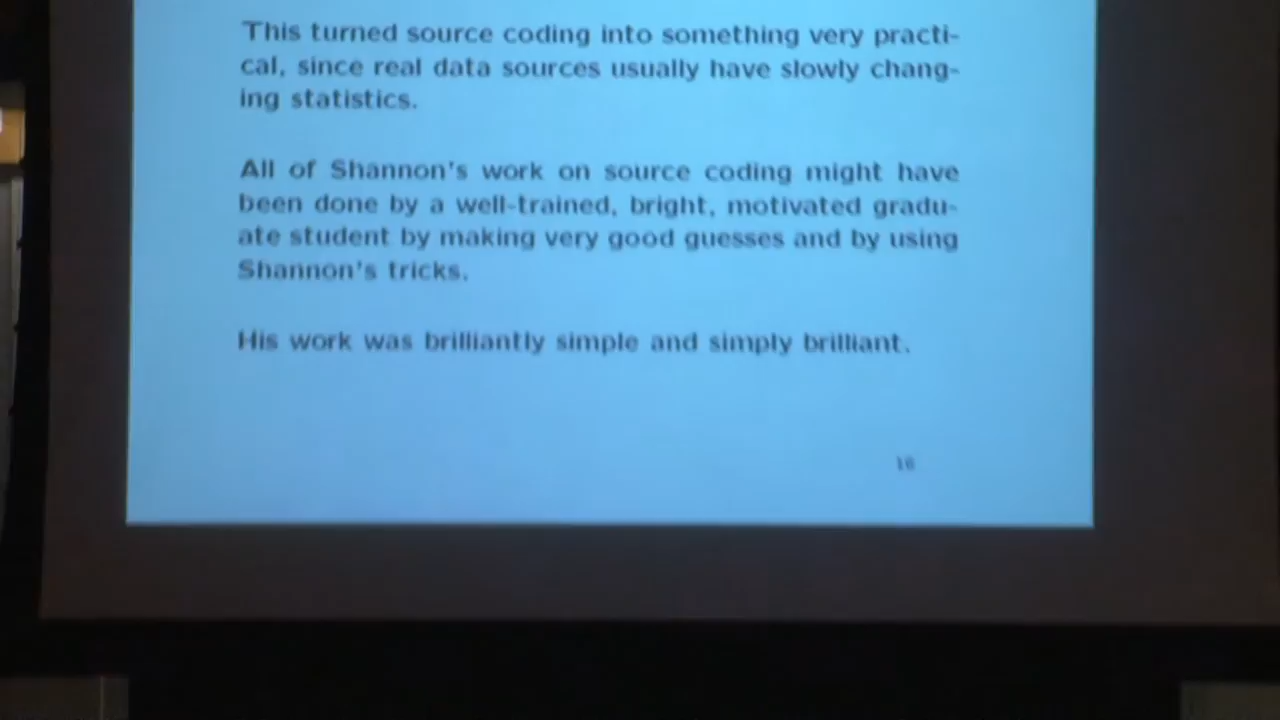 This turned source coding into something very practi-
cal, since real data sources usually have slowly chang-
ing statistics.
All of Shannon's work on source coding might have
been done by a well-trained, bright, motivated gradu-
ate student by making very good guesses and by using
Shannon's tricks.
His work was brilliantly simple and simply brilliant.
16